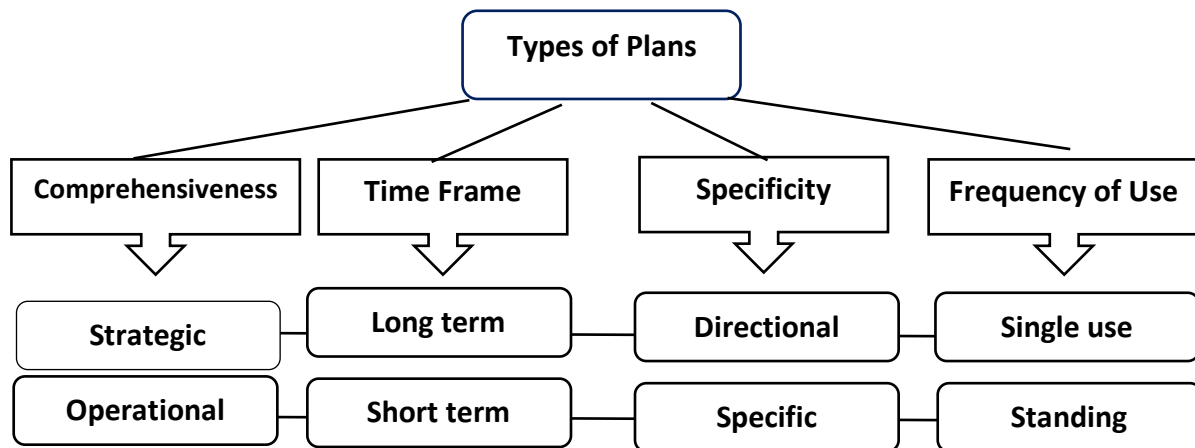 Types of Plans
Comprehensiveness
Time Frame
Specificity
Frequency of Use
Strategic
Long term
Directional
Single use
Operational
Short term
Specific
Standing